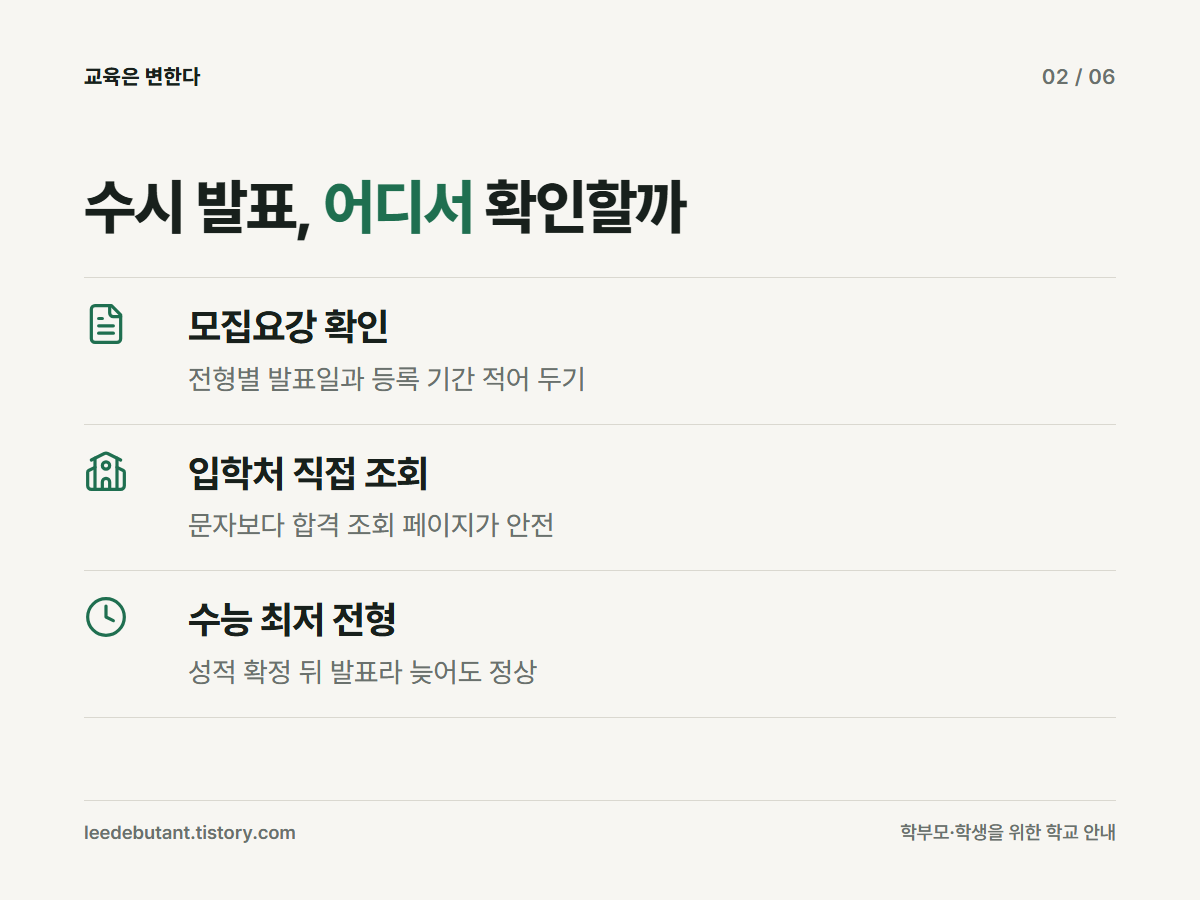 교육은 변한다
02 / 06
수시 발표, 어디서 확인할까
모집요강 확인
전형별 발표일과 등록 기간 적어 두기
입학처 직접 조회
문자보다 합격 조회 페이지가 안전
수능 최저 전형
성적 확정 뒤 발표라 늦어도 정상
leedebutant.tistory.com
학부모·학생을 위한 학교 안내